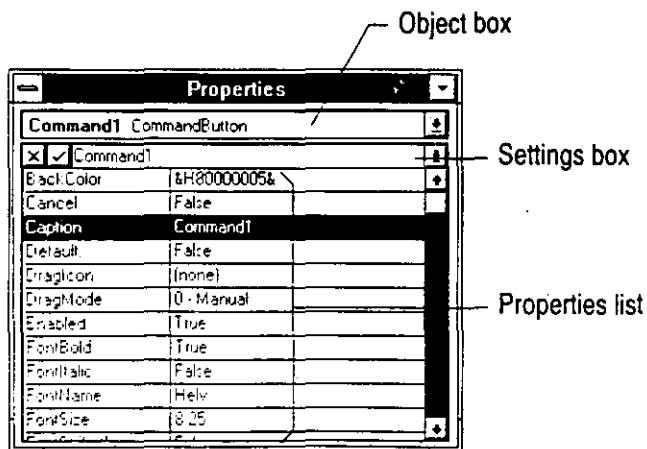 Object box
Properties
Command1 CommandButton
Command1
Settings box
BackColor &H80000005&
Cancel False
Caption Command1
Default False
DragIcon (none)
DragMode 0 - Manual
Properties list
Enabled True
FontBold True
FontItalic False
FontName Helv
FontSize 8.25